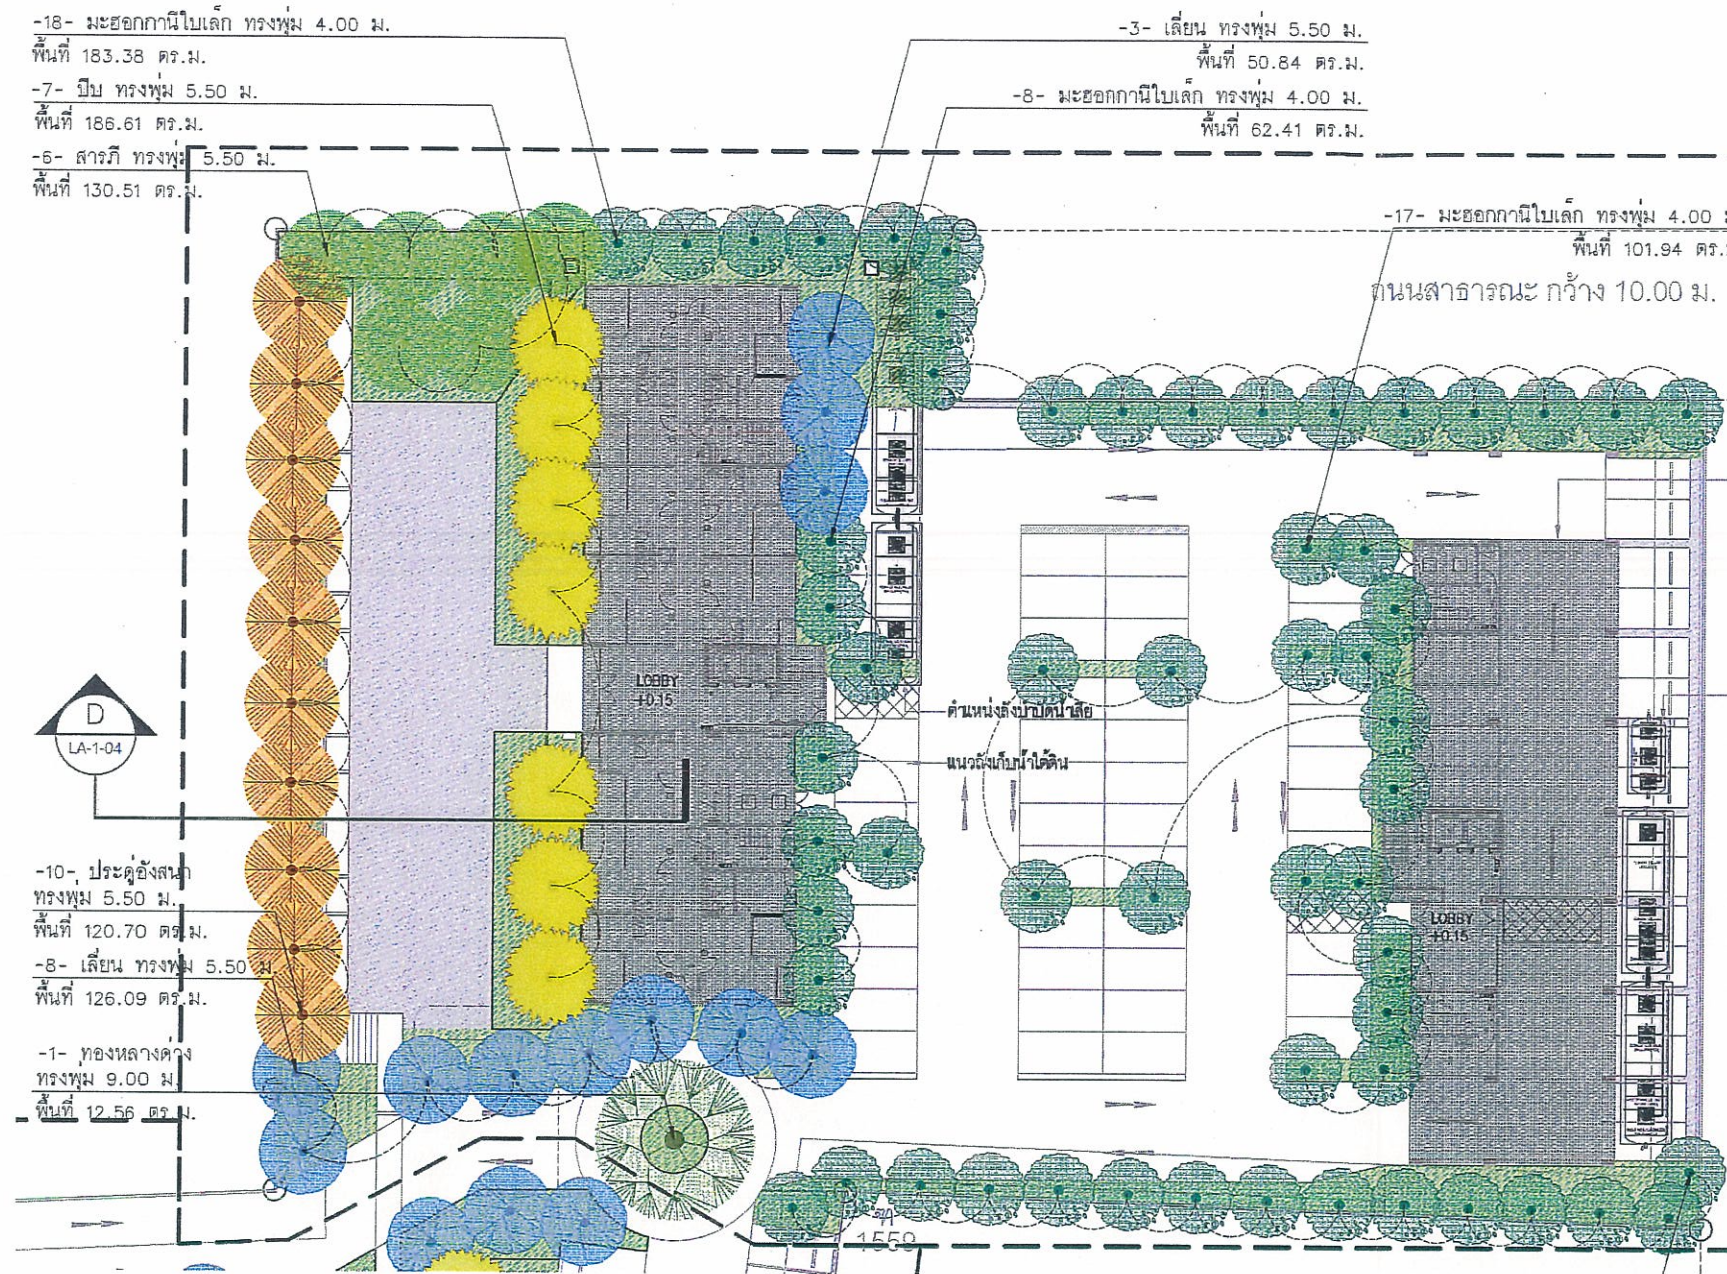 -18- มะฮอกกานีใบเล็ก ทรงพุ่ม 4.00 ม.
พื้นที่ 183.38 ตร.ม.
-7- ปีบ ทรงพุ่ม 5.50 ม.
พื้นที่ 186.61 ตร.ม.
-6- สารภี ทรงพุ่ม 5.50 ม.
พื้นที่ 130.51 ตร.ม.
-3- เลี่ยน ทรงพุ่ม 5.50 ม.
พื้นที่ 50.84 ตร.ม.
-8- มะฮอกกานีใบเล็ก ทรงพุ่ม 4.00 ม.
พื้นที่ 62.41 ตร.ม.
-17- มะฮอกกานีใบเล็ก ทรงพุ่ม 4.00 ม
พื้นที่ 101.94 ตร.
ถนนสาธารณะ กว้าง 10.00 ม.
LOBBY
+0.15
D
LA-1-04
ตำแหน่งถังบำบัดน้ำเสีย
แนวถังเก็บน้ำใต้ดิน
-10- ประดู่อังสนา
ทรงพุ่ม 5.50 ม.
พื้นที่ 120.70 ตร.ม.
-8- เลี่ยน ทรงพุ่ม 5.50 ม.
พื้นที่ 126.09 ตร.ม.
LOBBY
+0.15
-1- ทองหลางด่าง
ทรงพุ่ม 9.00 ม.
พื้นที่ 12.56 ตร.ม.
1559